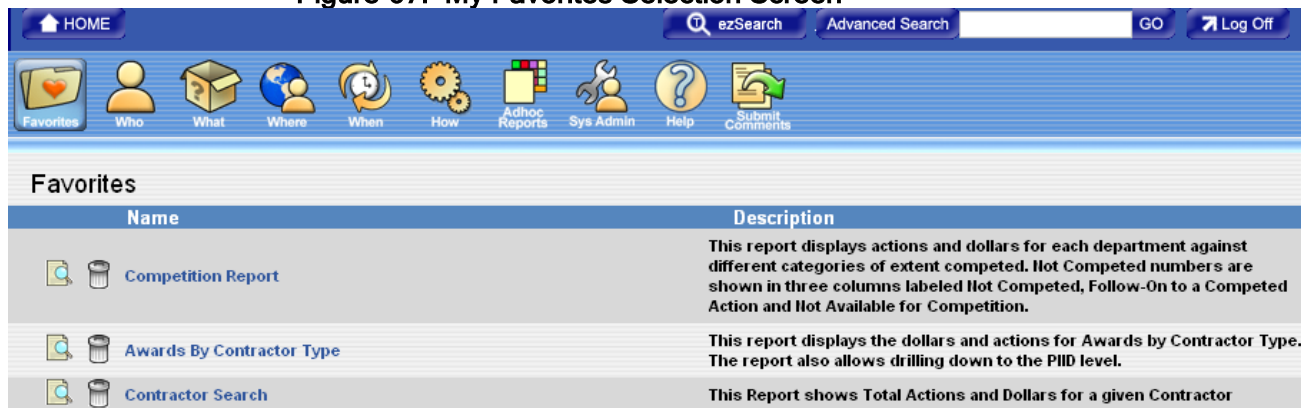 My Favorites Selection Screen
HOME
ezSearch
Advanced Search
GO
Log Off
Favorites
Who
What
Where
When
How
Adhoc
Reports
Sys Admin
Help
Submit
Comments
Favorites
Name Description
Competition Report
This report displays actions and dollars for each department against
different categories of extent competed. Not Competed numbers are
shown in three columns labeled Not Competed, Follow-On to a Competed
Action and Not Available for Competition.
Awards By Contractor Type
This report displays the dollars and actions for Awards by Contractor Type.
The report also allows drilling down to the PIID level.
Contractor Search
This Report shows Total Actions and Dollars for a given Contractor